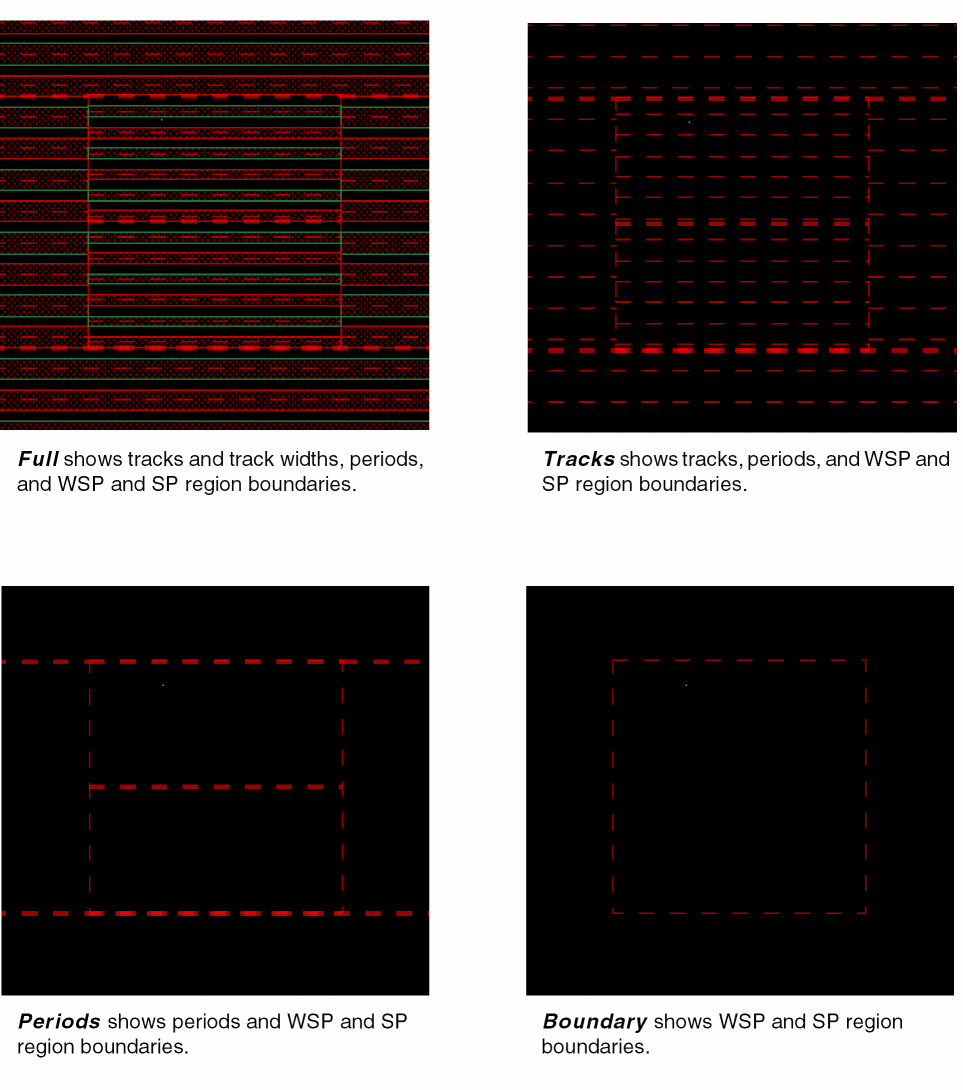 Full shows tracks and track widths, periods,
and WSP and SP region boundaries.
Tracks shows tracks, periods, and WSP and
SP region boundaries.
Periods shows periods and WSP and SP
region boundaries.
Boundary shows WSP and SP region
boundaries.